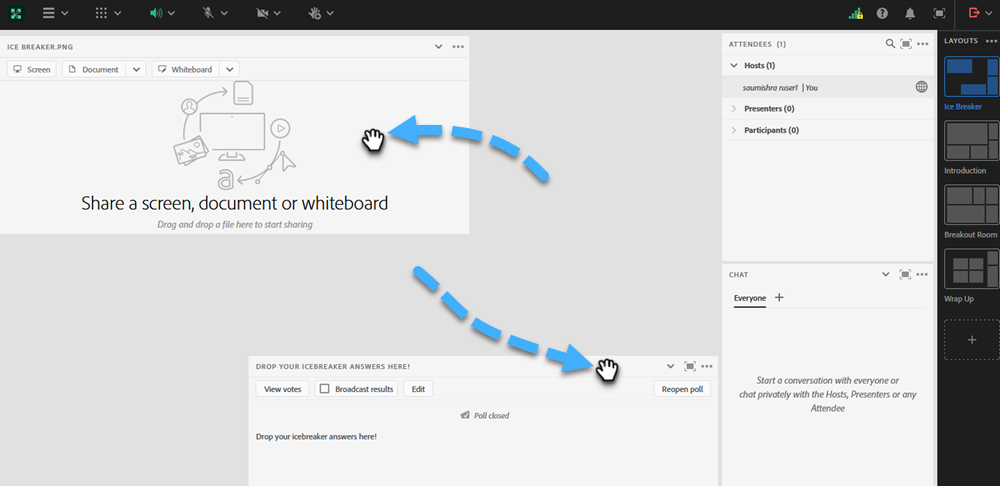 ICE BREAKER.PNG
Screen
Document
Whiteboard
Share a screen, document or whiteboard
Drag and drop a file here to start sharing
DROP YOUR ICEBREAKER ANSWERS HERE!
View votes
Broadcast results
Edit
Reopen poll
Poll closed
Drop your icebreaker answers here!
ATTENDEES (1)
Hosts (1)
saumishra ruser1 | You
Presenters (0)
Participants (0)
CHAT
Everyone
Start a conversation with everyone or
chat privately with the Hosts, Presenters or any
Attendee
LAYOUTS
Ice Breaker
Introduction
Breakout Room
Wrap Up